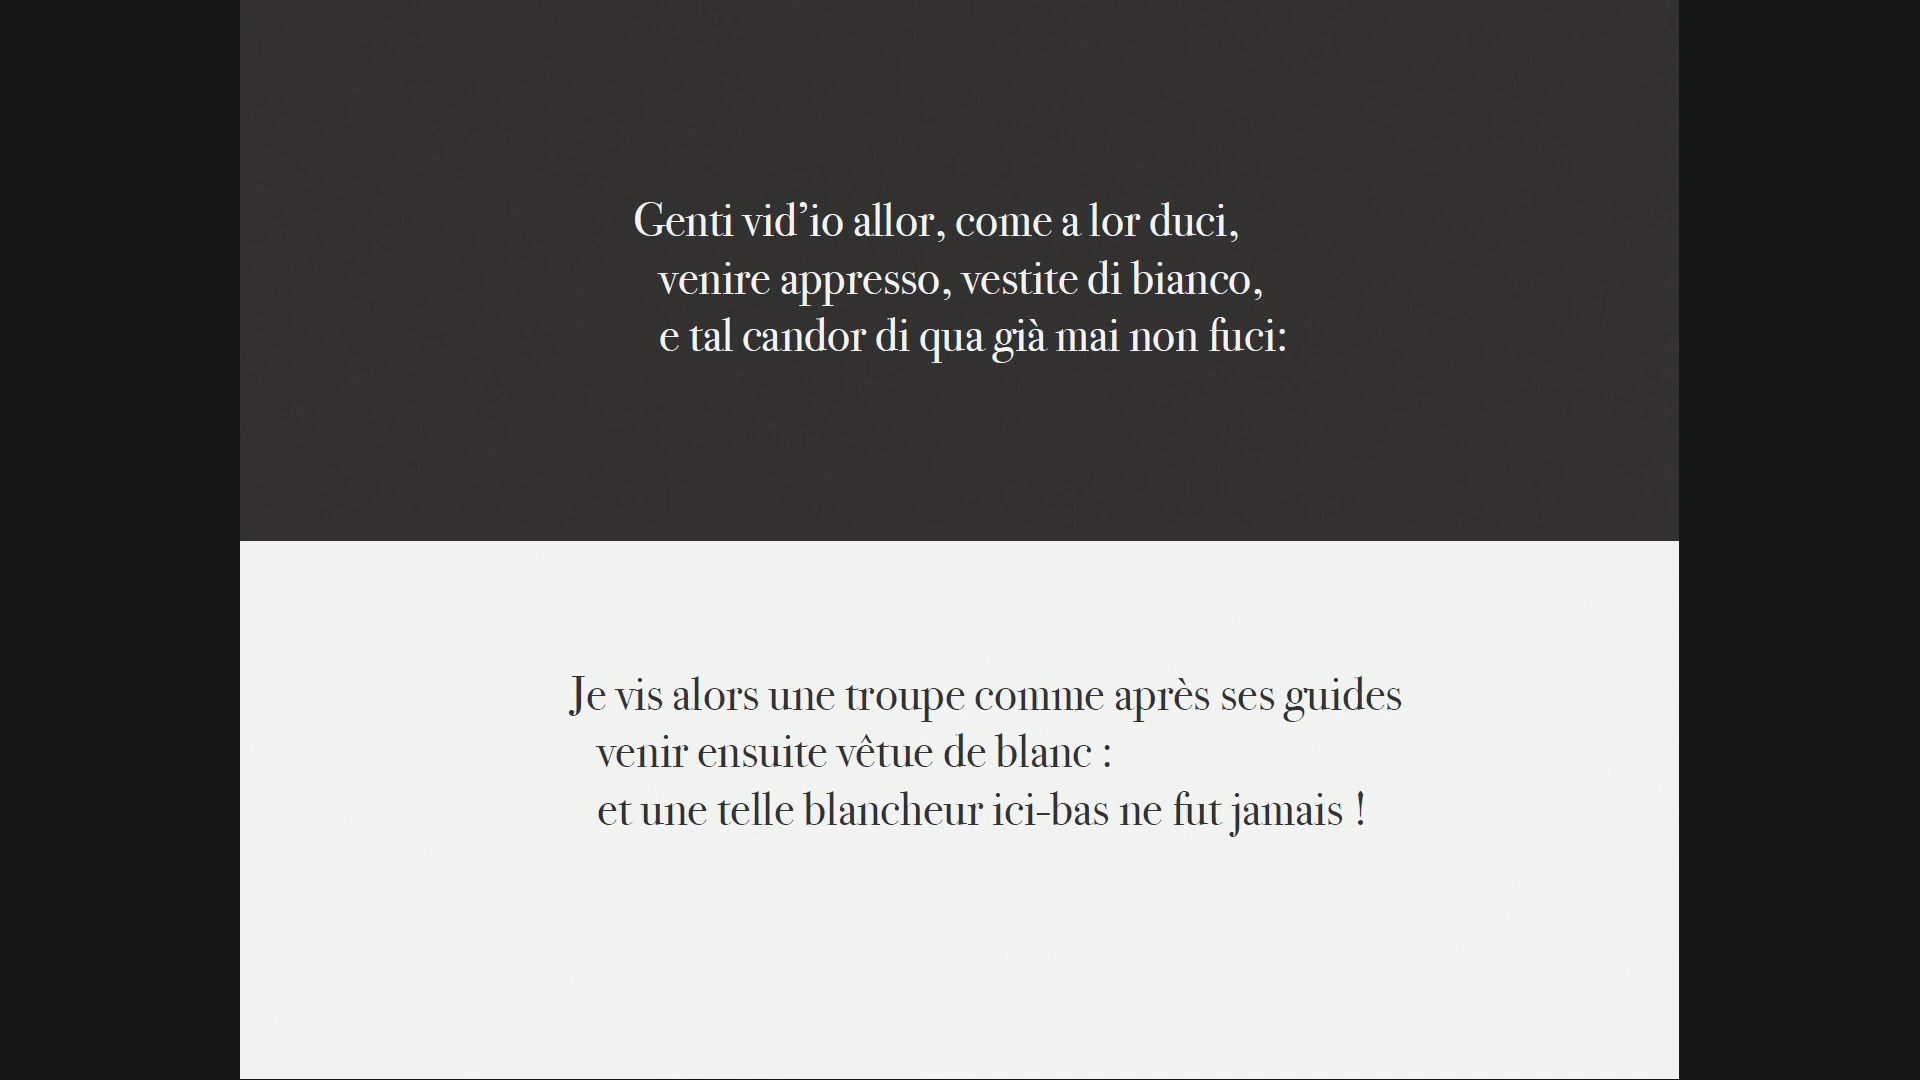 Genti vid’io allor, come a lor duci,
venire appresso, vestite di bianco,
e tal candor di qua già mai non fuci:
Je vis alors une troupe comme après ses guides
venir ensuite vêtue de blanc :
et une telle blancheur ici-bas ne fut jamais !